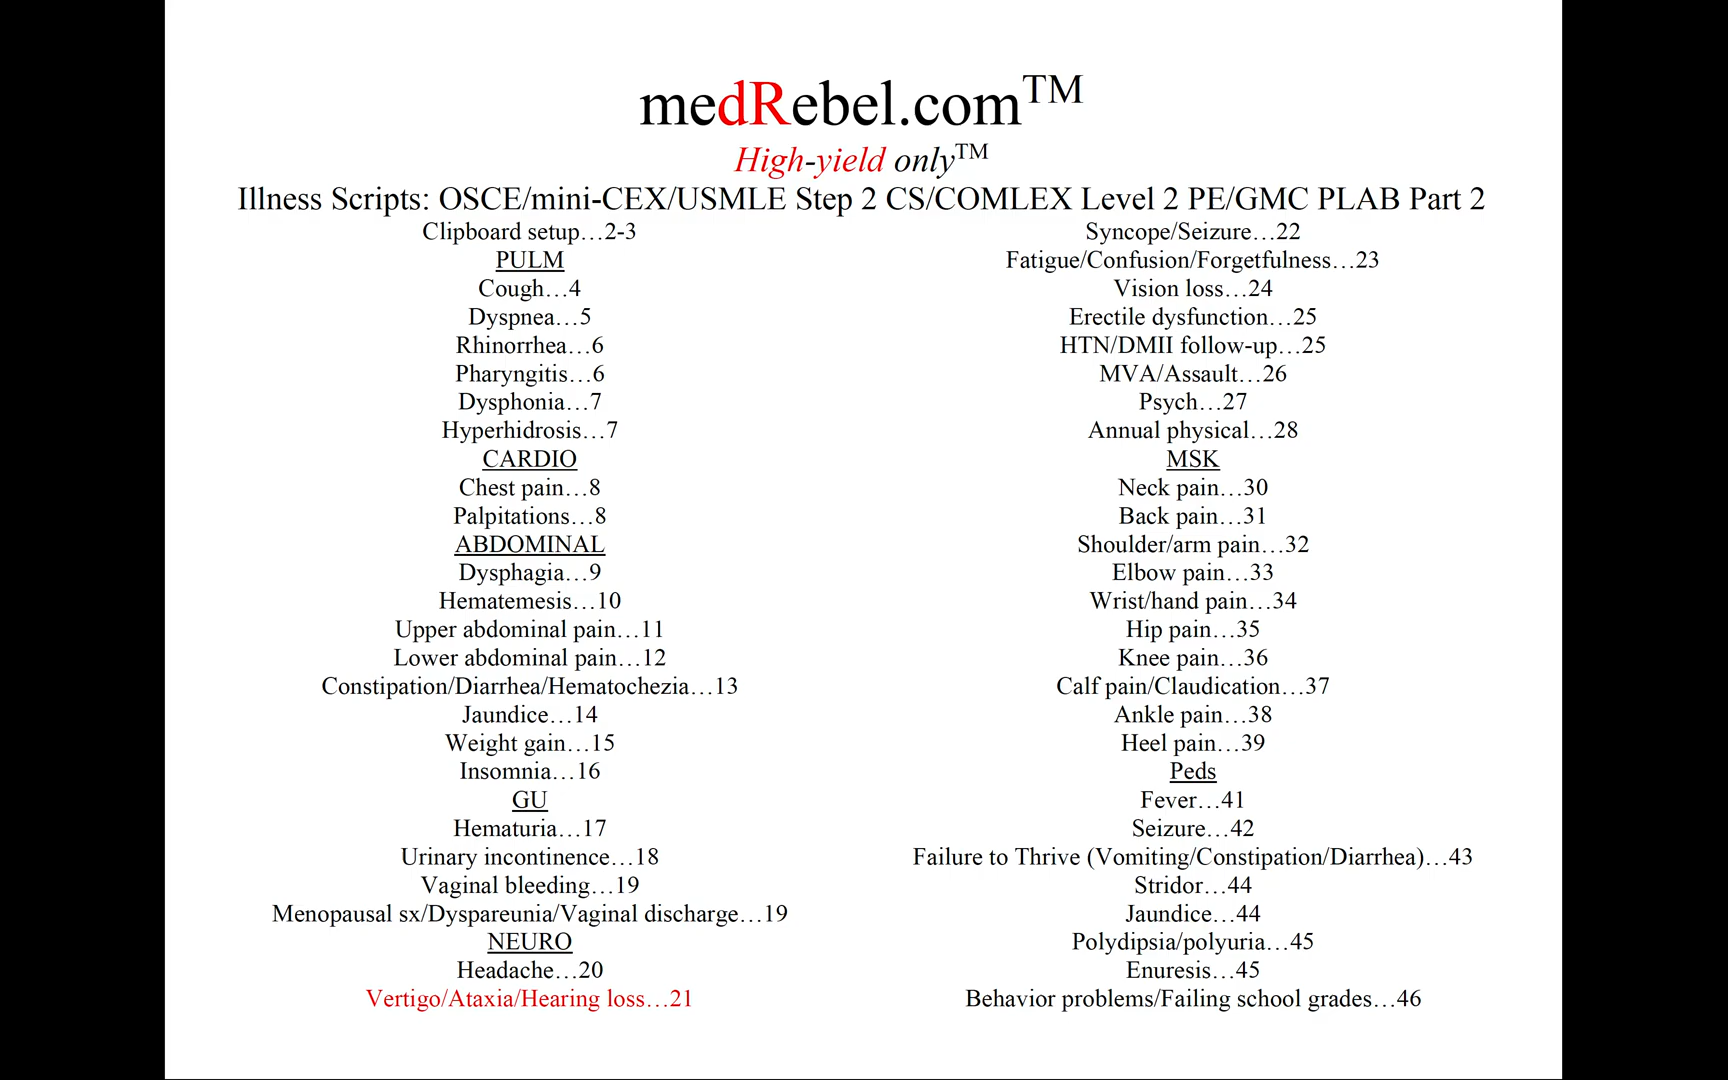 medRebel.com™
High-yield only™
Illness Scripts: OSCE/mini-CEX/USMLE Step 2 CS/COMLEX Level 2 PE/GMC PLAB Part 2
Clipboard setup…2-3
PULM
Cough…4
Dyspnea…5
Rhinorrhea…6
Pharyngitis…6
Dysphonia…7
Hyperhidrosis…7
CARDIO
Chest pain…8
Palpitations…8
ABDOMINAL
Dysphagia…9
Hematemesis…10
Upper abdominal pain…11
Lower abdominal pain…12
Constipation/Diarrhea/Hematochezia…13
Jaundice…14
Weight gain…15
Insomnia…16
GU
Hematuria…17
Urinary incontinence…18
Vaginal bleeding…19
Menopausal sx/Dyspareunia/Vaginal discharge…19
NEURO
Headache…20
Vertigo/Ataxia/Hearing loss…21
Syncope/Seizure…22
Fatigue/Confusion/Forgetfulness…23
Vision loss…24
Erectile dysfunction…25
HTN/DMII follow-up…25
MVA/Assault…26
Psych…27
Annual physical…28
MSK
Neck pain…30
Back pain…31
Shoulder/arm pain…32
Elbow pain…33
Wrist/hand pain…34
Hip pain…35
Knee pain…36
Calf pain/Claudication…37
Ankle pain…38
Heel pain…39
Peds
Fever…41
Seizure…42
Failure to Thrive (Vomiting/Constipation/Diarrhea)…43
Stridor…44
Jaundice…44
Polydipsia/polyuria…45
Enuresis…45
Behavior problems/Failing school grades…46